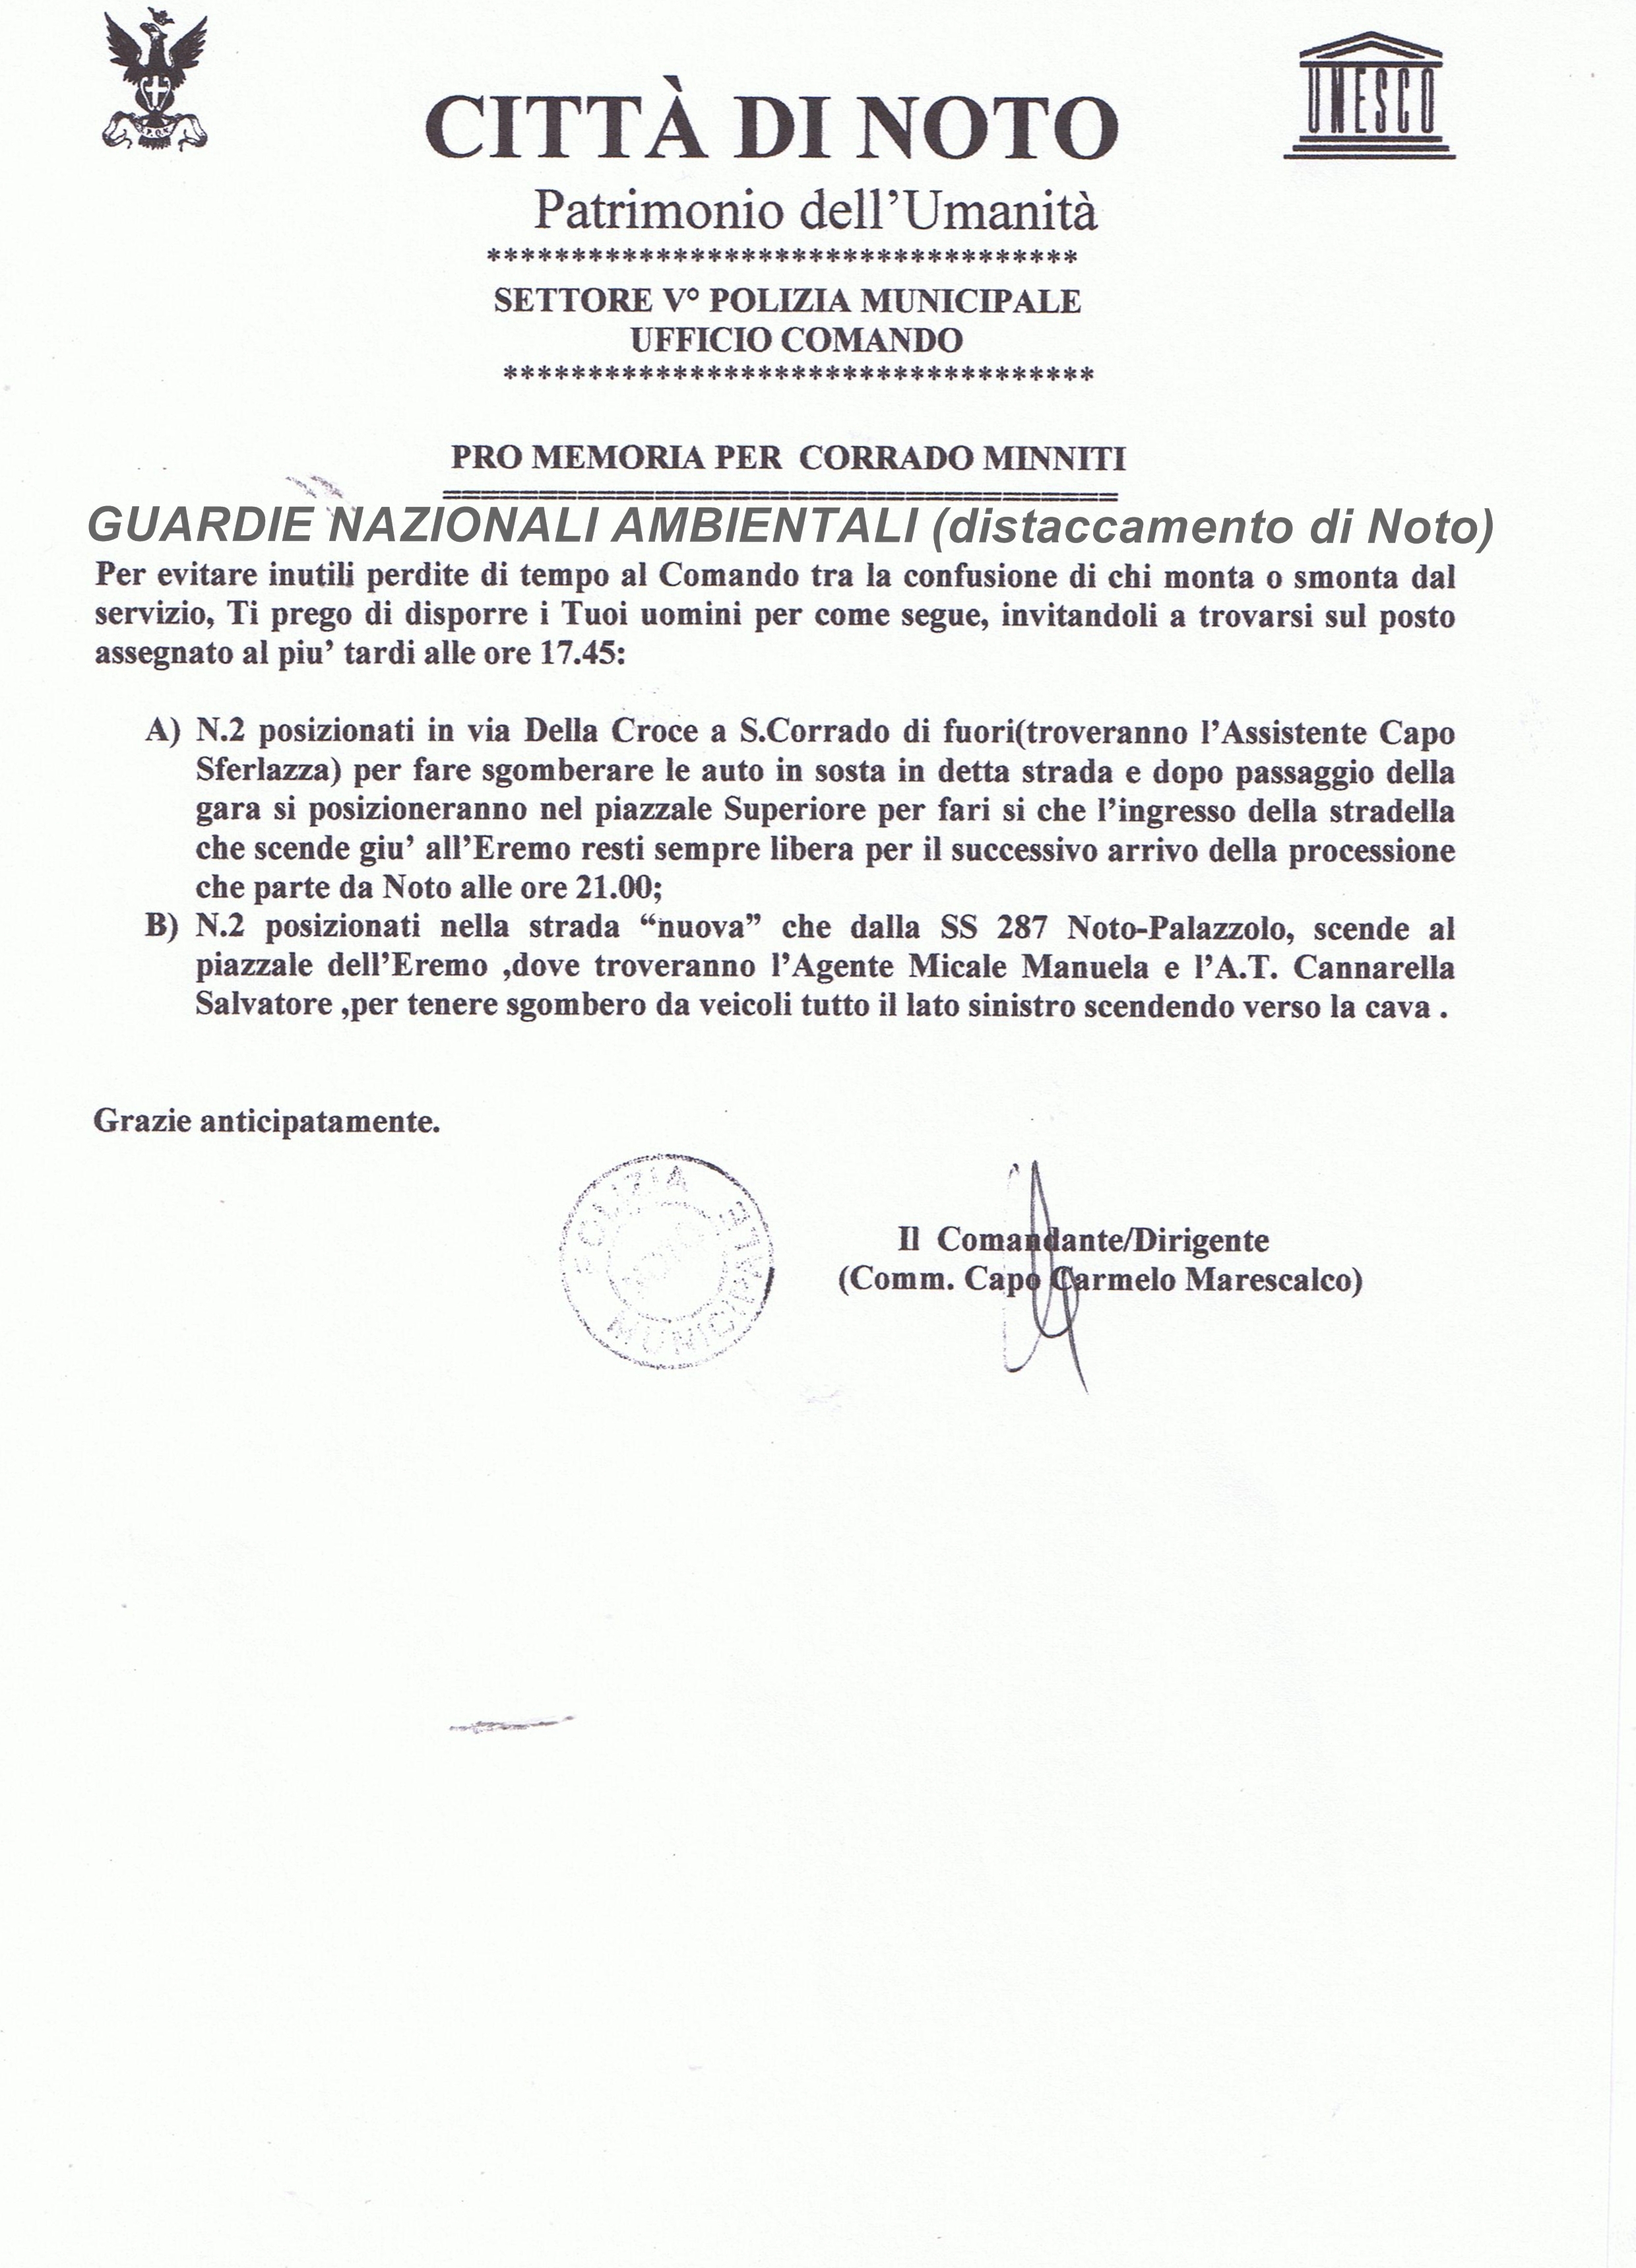 UNESCO
CITTÀ DI NOTO
Patrimonio dell’Umanità
***********************************
SETTORE V° POLIZIA MUNICIPALE
UFFICIO COMANDO
***********************************
PRO MEMORIA PER CORRADO MINNITI
===================================
GUARDIE NAZIONALI AMBIENTALI (distaccamento di Noto)
Per evitare inutili perdite di tempo al Comando tra la confusione di chi monta o smonta dal
servizio, Ti prego di disporre i Tuoi uomini per come segue, invitandoli a trovarsi sul posto
assegnato al piu’ tardi alle ore 17.45:
A) N.2 posizionati in via Della Croce a S.Corrado di fuori(troveranno l’Assistente Capo
Sferlazza) per fare sgomberare le auto in sosta in detta strada e dopo passaggio della
gara si posizioneranno nel piazzale Superiore per fari si che l’ingresso della stradella
che scende giu’ all’Eremo resti sempre libera per il successivo arrivo della processione
che parte da Noto alle ore 21.00;
B) N.2 posizionati nella strada “nuova” che dalla SS 287 Noto-Palazzolo, scende al
piazzale dell’Eremo ,dove troveranno l’Agente Micale Manuela e l’A.T. Cannarella
Salvatore ,per tenere sgombero da veicoli tutto il lato sinistro scendendo verso la cava .
Grazie anticipatamente.
POLIZIA MUNICIPALE
NOTO
Il Comandante/Dirigente
(Comm. Capo Carmelo Marescalco)